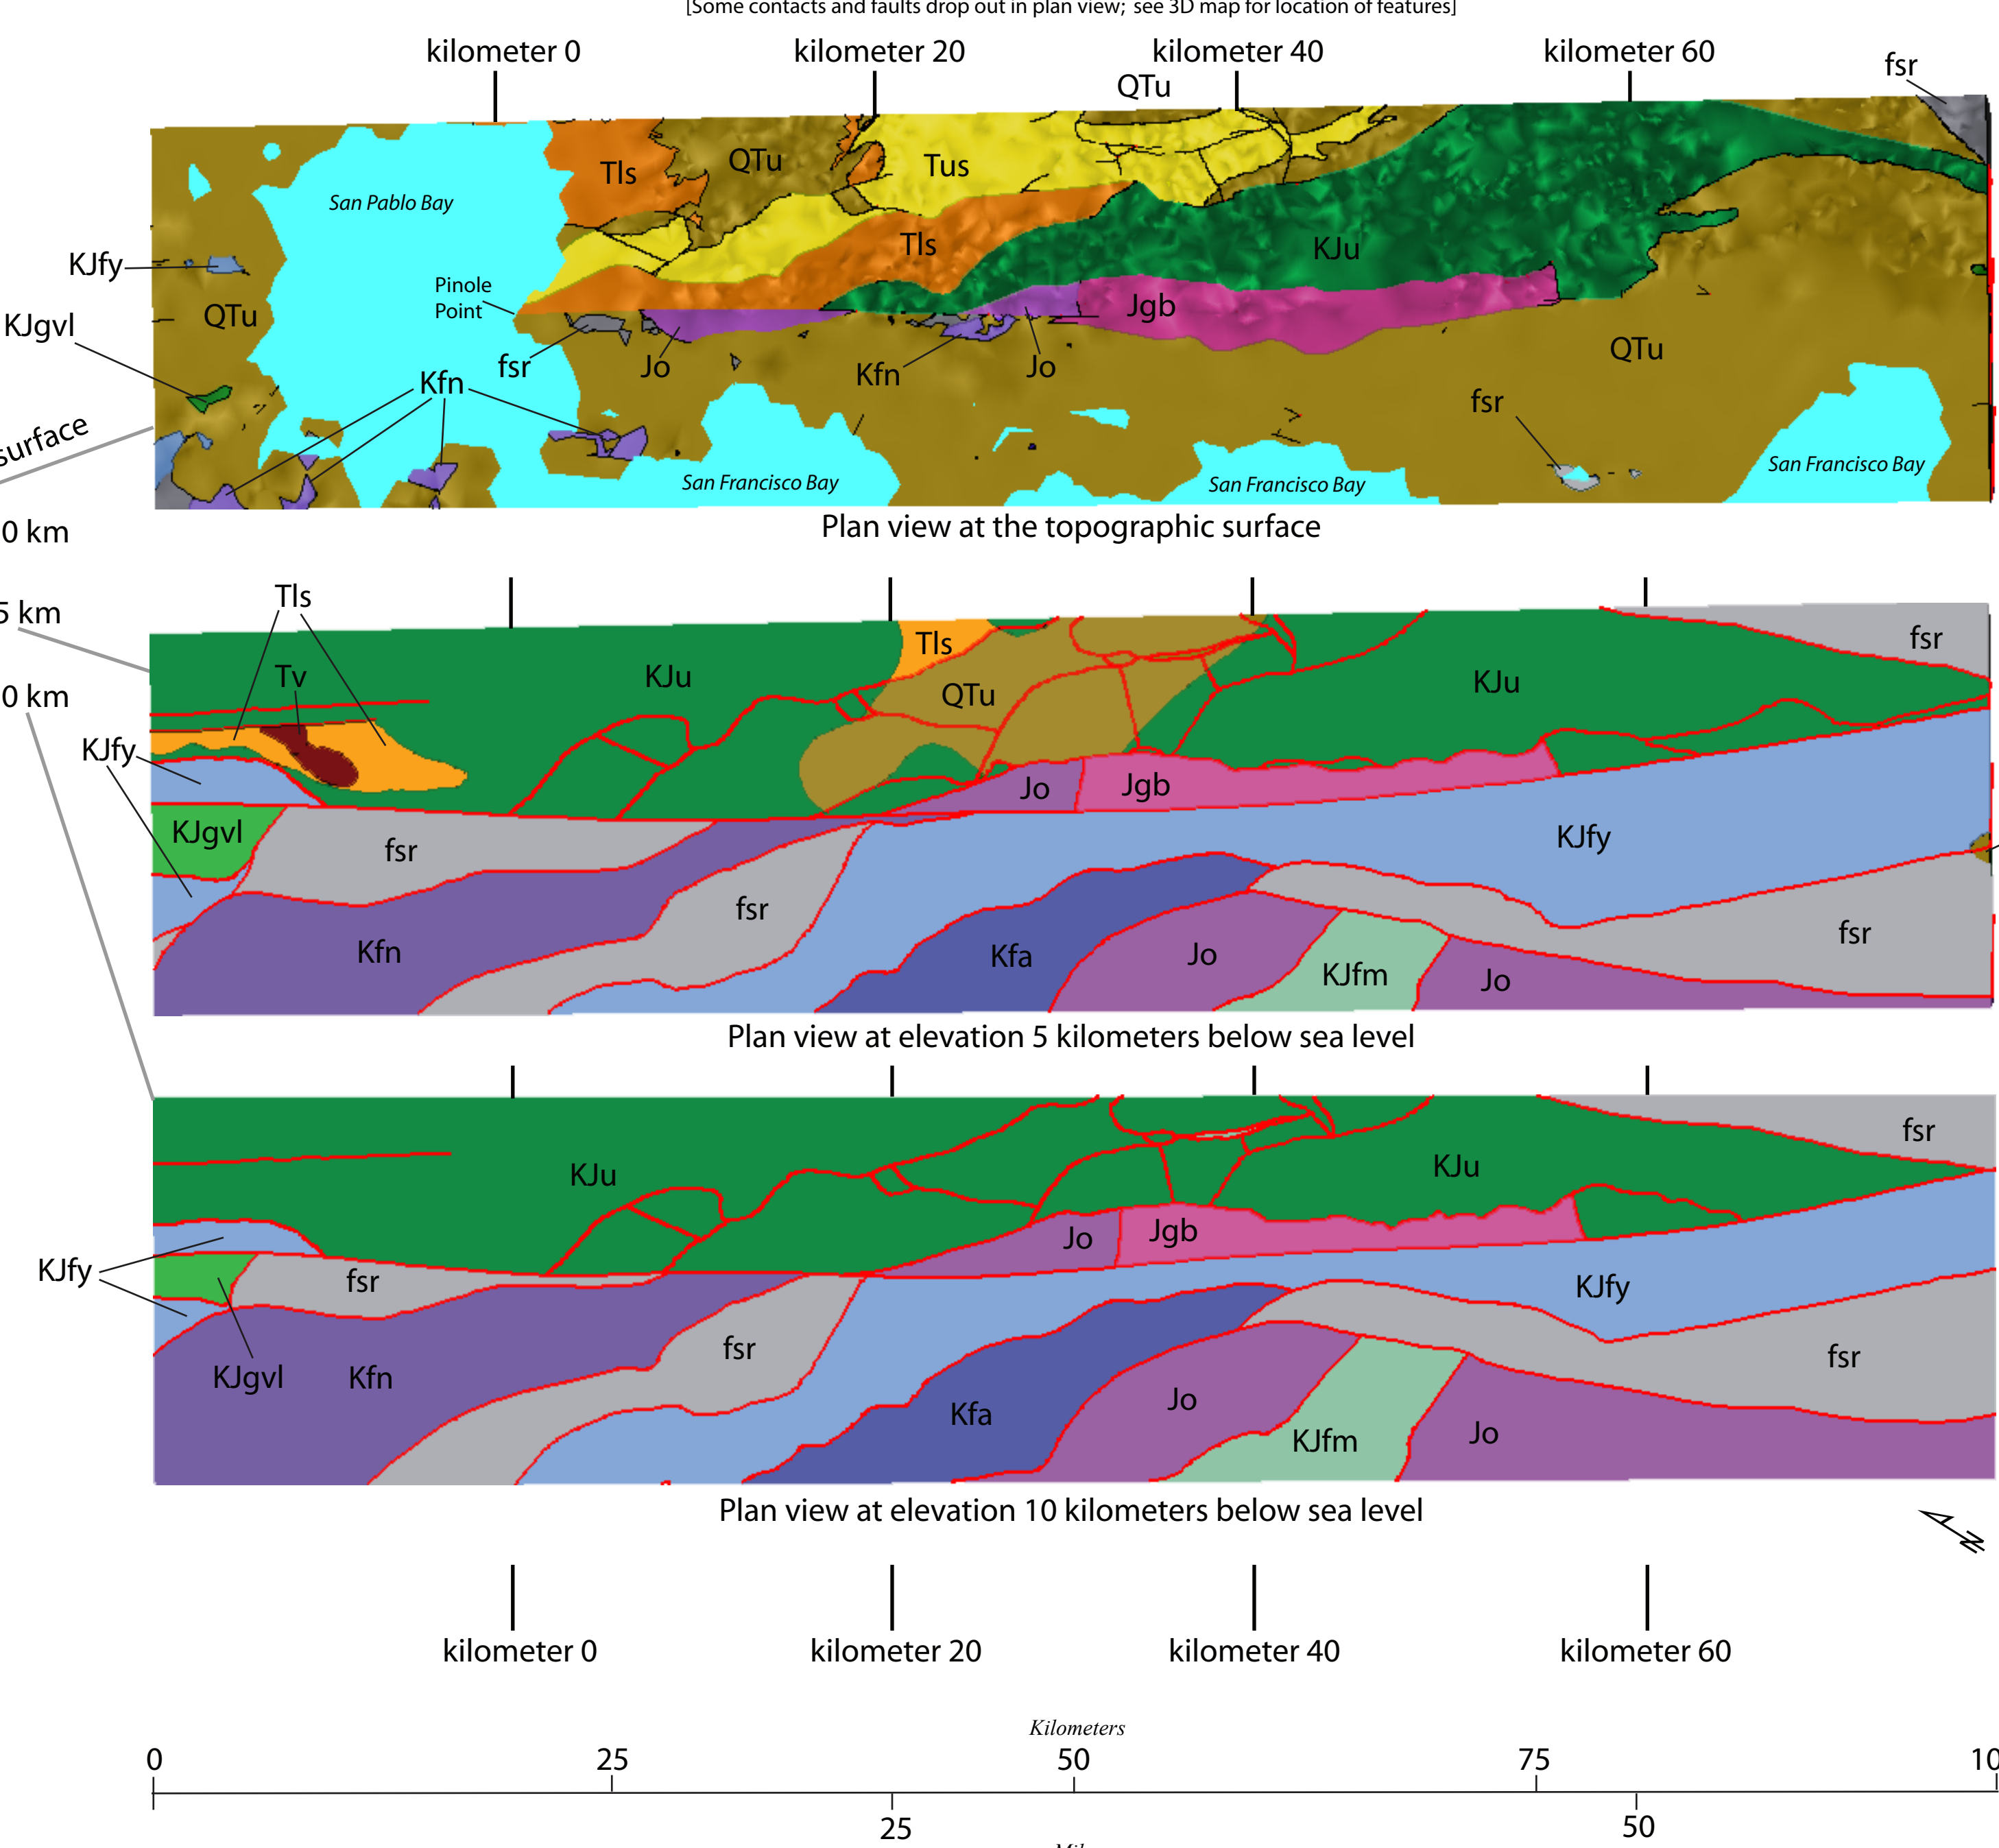 [Some contacts and faults drop out in plan view; see 3D map for location of features]
kilometer 0 kilometer 20 kilometer 40 kilometer 60
QTu
fsr
Tls
QTu
Tus
San Pablo Bay
Tls
KJu
KJfy
QTu
Pinole
Point
Jgb
KJgvl
fsr
Jo
Kfn
Jo
QTu
Kfn
fsr
surface
San Francisco Bay
San Francisco Bay
San Francisco Bay
Plan view at the topographic surface
0 km
5 km
0 km
Tls
Tls
fsr
Tv
KJu
QTu
KJu
KJfy
Jo
Jgb
KJgvl
fsr
KJfy
fsr
Kfn
Kfa
Jo
KJfm
Jo
fsr
Plan view at elevation 5 kilometers below sea level
fsr
KJu
KJu
Jo
Jgb
KJfy
fsr
KJfy
fsr
fsr
KJgvl
Kfn
Kfa
Jo
KJfm
Jo
Plan view at elevation 10 kilometers below sea level
N
kilometer 0 kilometer 20 kilometer 40 kilometer 60
Kilometers
0 25 50 75 10
25 50